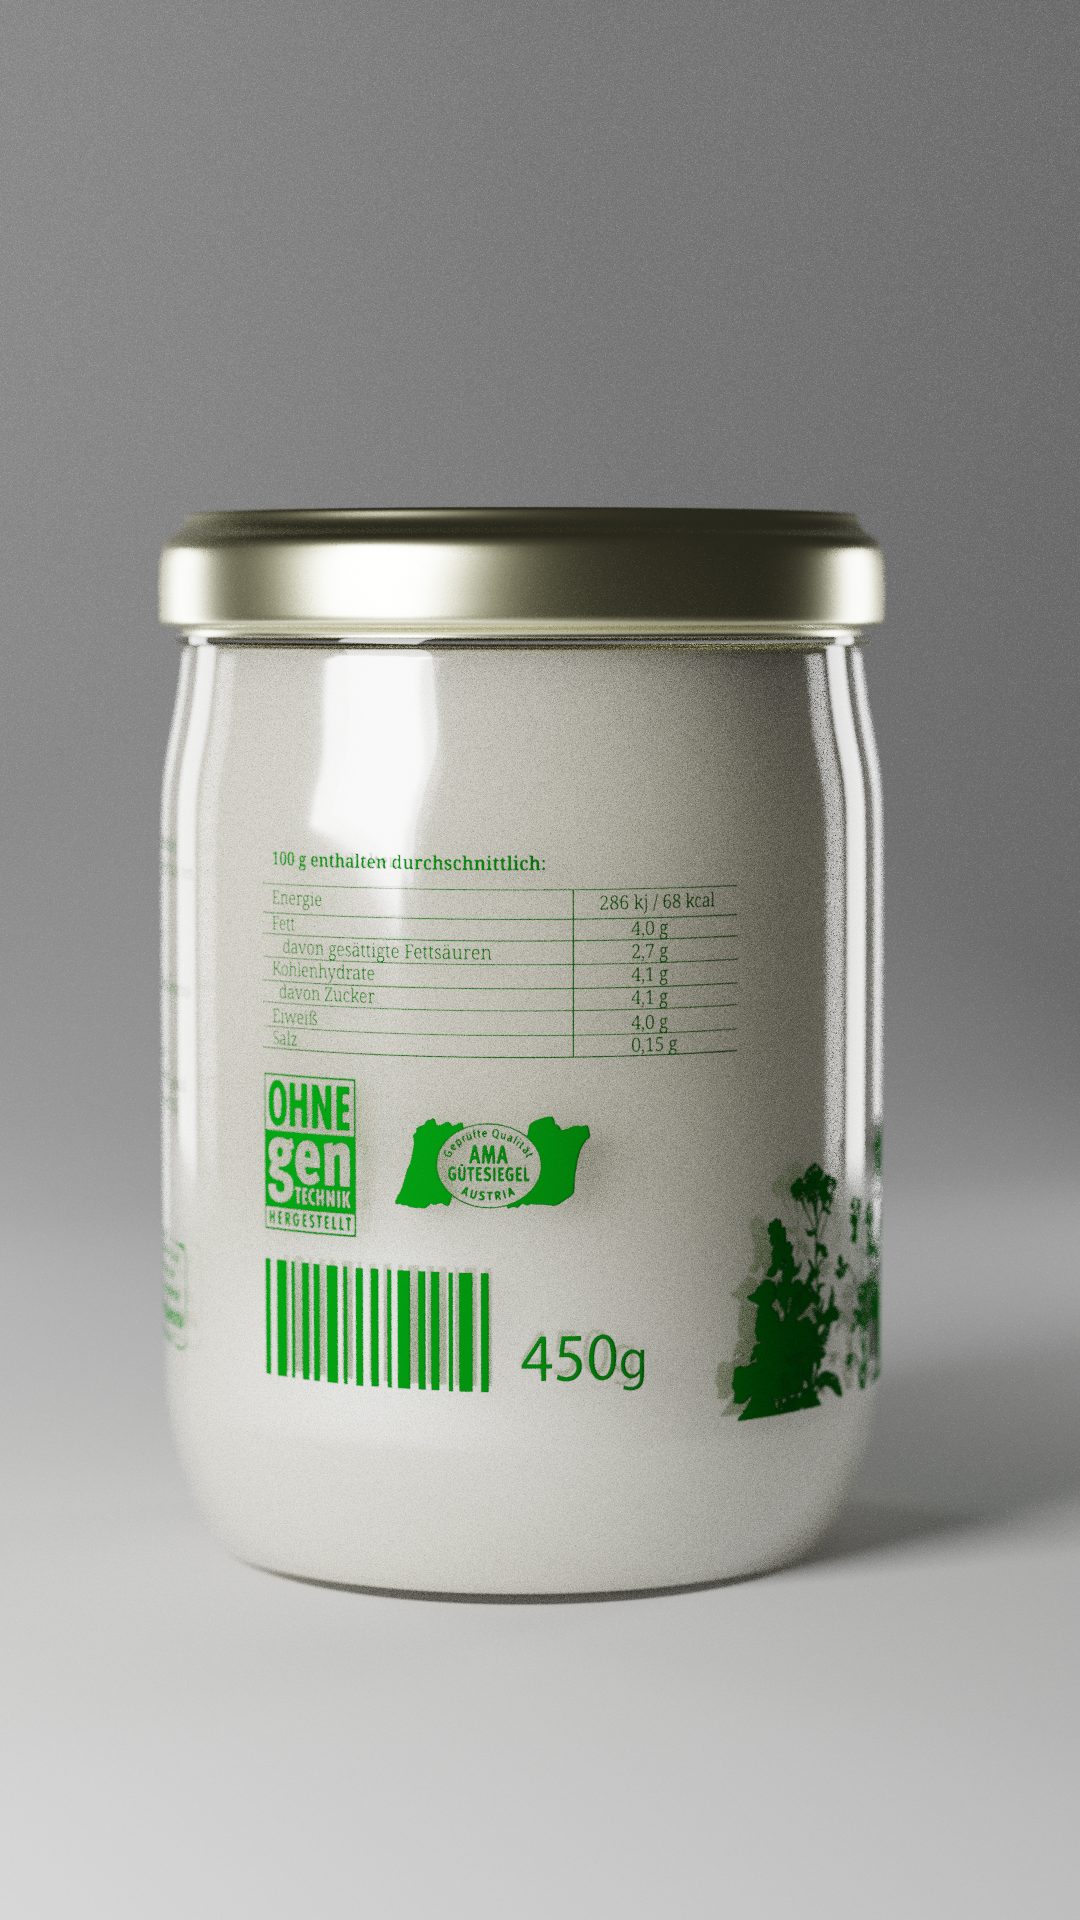 100 g enthalten durchschnittlich:
Energie 286 kj / 68 kcal
Fett 4,0 g
davon gesättigte Fettsäuren 2,7 g
Kohlenhydrate 4,1 g
davon Zucker 4,1 g
Eiweiß 4,0 g
Salz 0,15 g
OHNE
gen
TECHNIK
HERGESTELLT
Geprüfte Qualität
AMA
GÜTESIEGEL
AUSTRIA
450g